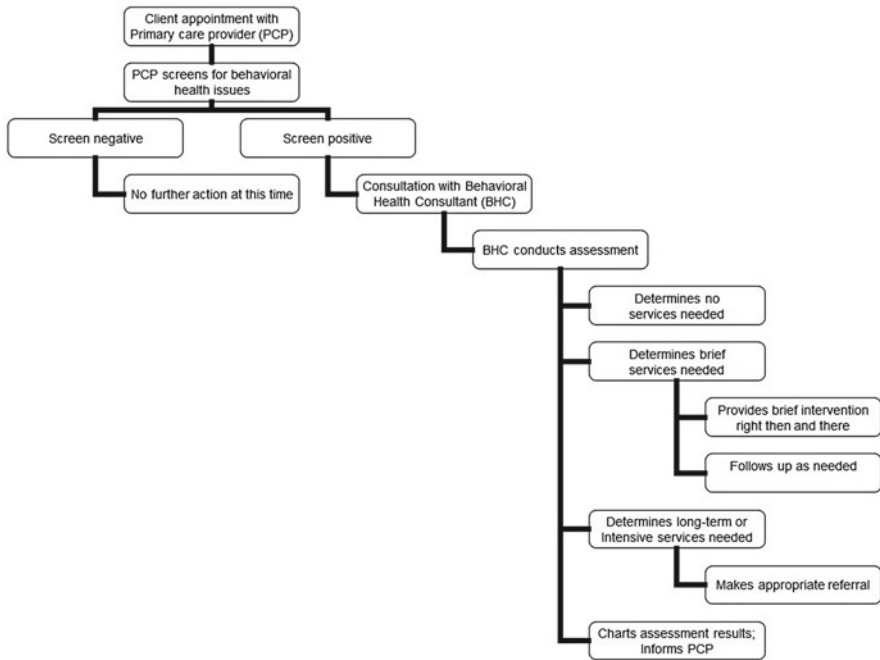 Client appointment with
Primary care provider (PCP)
PCP screens for behavioral
health issues
Screen negative
Screen positive
No further action at this time
Consultation with Behavioral
Health Consultant (BHC)
BHC conducts assessment
Determines no
services needed
Determines brief
services needed
Provides brief intervention
right then and there
Follows up as needed
Determines long-term or
Intensive services needed
Makes appropriate referral
Charts assessment results;
Informs PCP